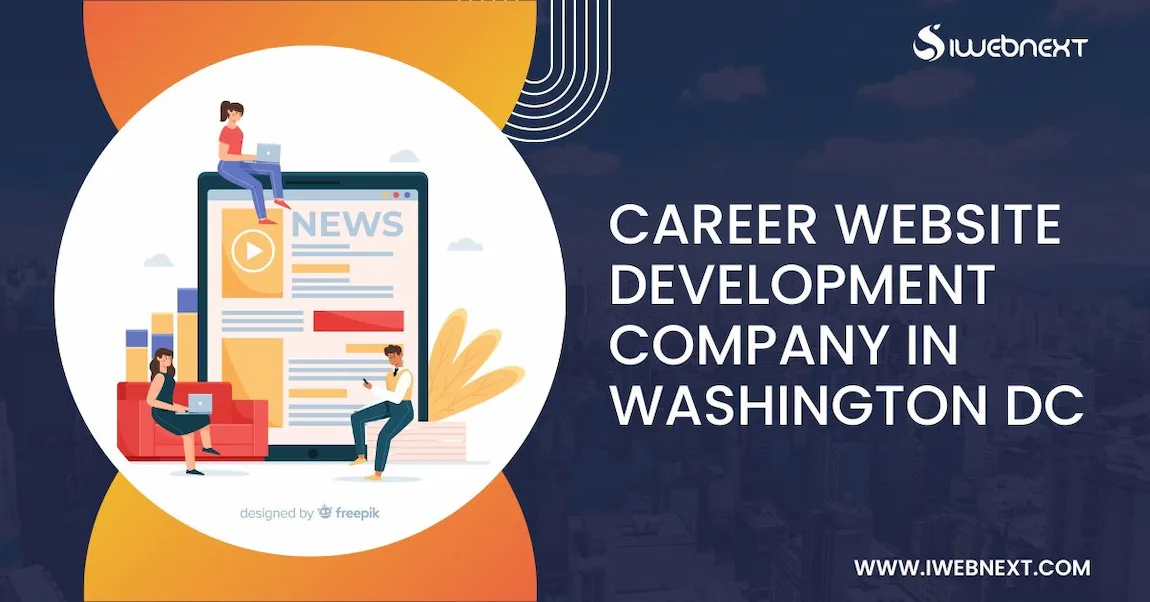 IWEBNEXT
NEWS
CAREER WEBSITE
DEVELOPMENT
COMPANY IN
WASHINGTON DC
designed by freepik
WWW.IWEBNEXT.COM